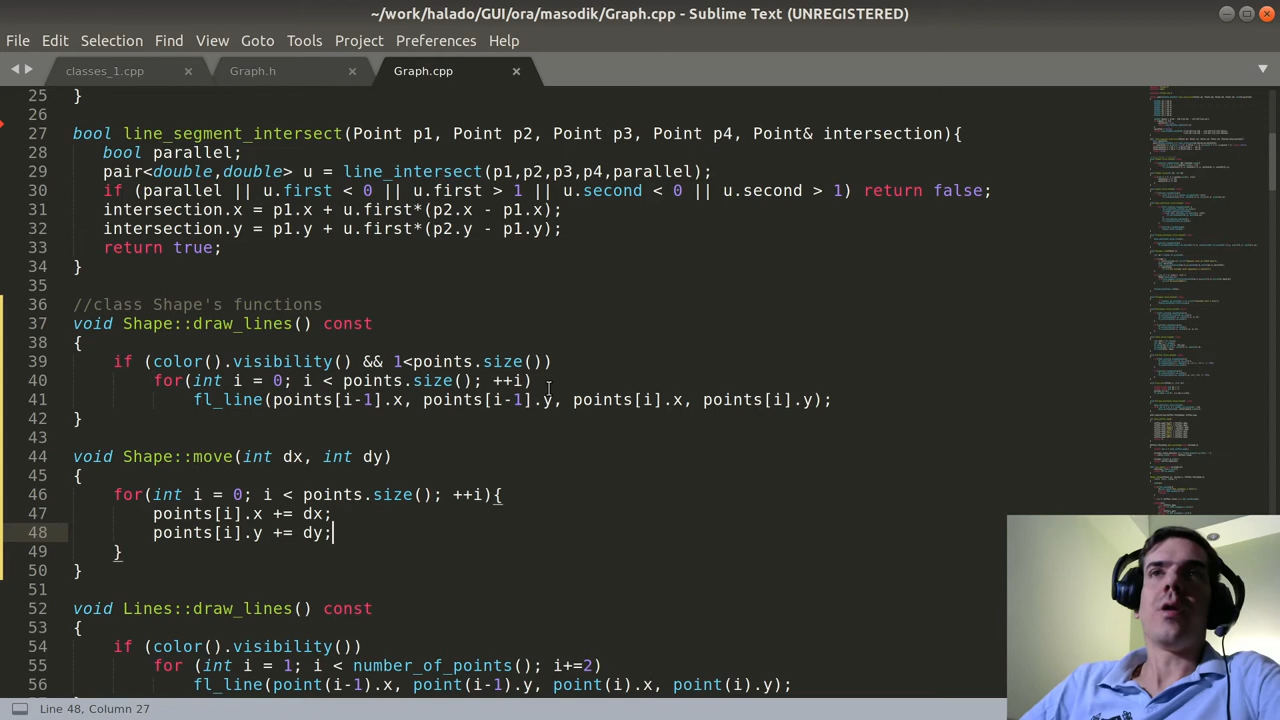 ~/work/halado/GUI/ora/masodik/Graph.cpp - Sublime Text (UNREGISTERED)
File Edit Selection Find View Goto Tools Project Preferences Help
classes_1.cpp Graph.h Graph.cpp
25 }
26
27 bool line_segment_intersect(Point p1, Point p2, Point p3, Point p4, Point& intersection){
28 bool parallel;
29 pair<double,double> u = line_intersect(p1,p2,p3,p4,parallel);
30 if (parallel || u.first < 0 || u.first > 1 || u.second < 0 || u.second > 1) return false;
31 intersection.x = p1.x + u.first*(p2.x - p1.x);
32 intersection.y = p1.y + u.first*(p2.y - p1.y);
33 return true;
34 }
35
36 //class Shape's functions
37 void Shape::draw_lines() const
38 {
39 if (color().visibility() && 1<points.size())
40 for(int i = 0; i < points.size(); ++i)
41 fl_line(points[i-1].x, points[i-1].y, points[i].x, points[i].y);
42 }
43
44 void Shape::move(int dx, int dy)
45 {
46 for(int i = 0; i < points.size(); ++i){
47 points[i].x += dx;
48 points[i].y += dy;
49 }
50 }
51
52 void Lines::draw_lines() const
53 {
54 if (color().visibility())
55 for (int i = 1; i < number_of_points(); i+=2)
56 fl_line(point(i-1).x, point(i-1).y, point(i).x, point(i).y);
Line 48, Column 27